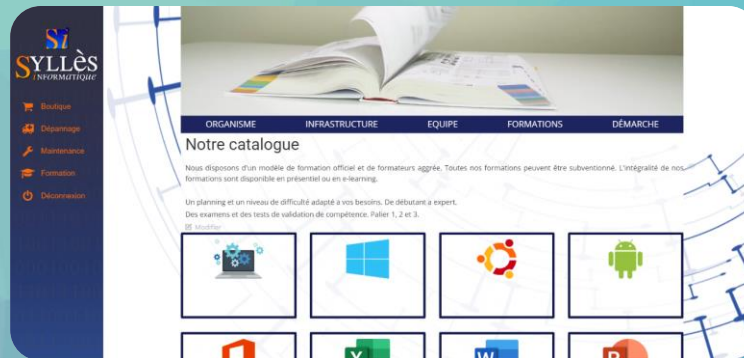 Si
SYLLÈS
INFORMATIQUE
Boutique
Dépannage
Maintenance
Formation
Déconnexion
ORGANISME INFRASTRUCTURE EQUIPE FORMATIONS DÉMARCHE
Notre catalogue
Nous disposons d'un modèle de formation officiel et de formateurs aggrée. Toutes nos formations peuvent être subventionné. L'intégralité de nos
formations sont disponible en présentiel ou en e-learning.
Un planning et un niveau de difficulté adapté a vos besoins. De débutant a expert.
Des examens et des tests de validation de compétence. Palier 1, 2 et 3.
Modifier
X
W
P